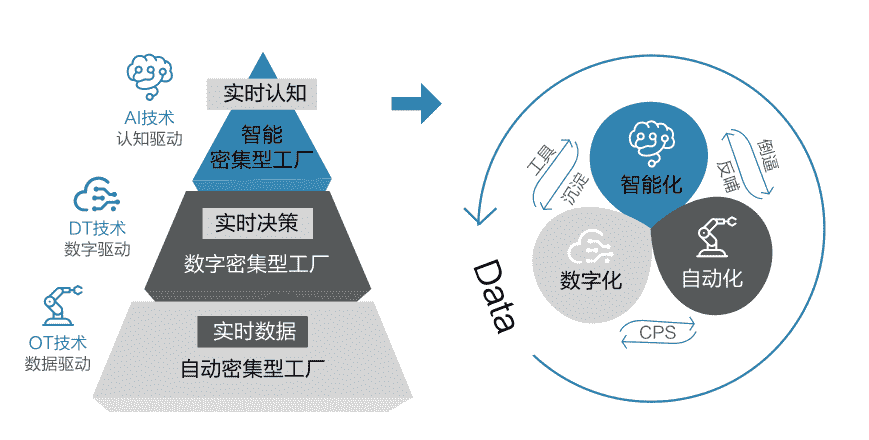 AI技术
认知驱动
实时认知
智能
密集型工厂
DT技术
数字驱动
实时决策
数字密集型工厂
OT技术
数据驱动
实时数据
自动密集型工厂
智能化
工具
沉淀
倒逼
反哺
数字化
自动化
CPS
Data